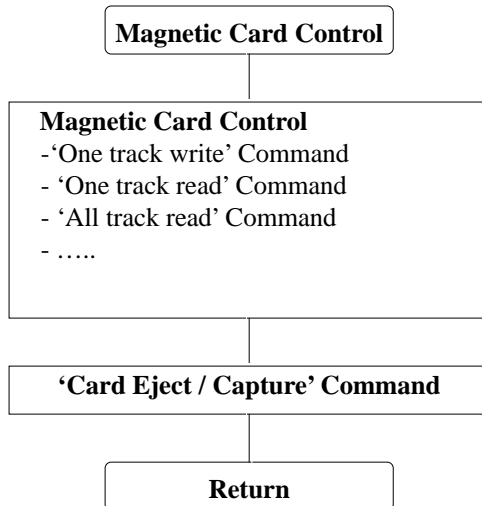 Magnetic Card Control
Magnetic Card Control
-‘One track write’ Command
- ‘One track read’ Command
- ‘All track read’ Command
- …..
‘Card Eject / Capture’ Command
Return